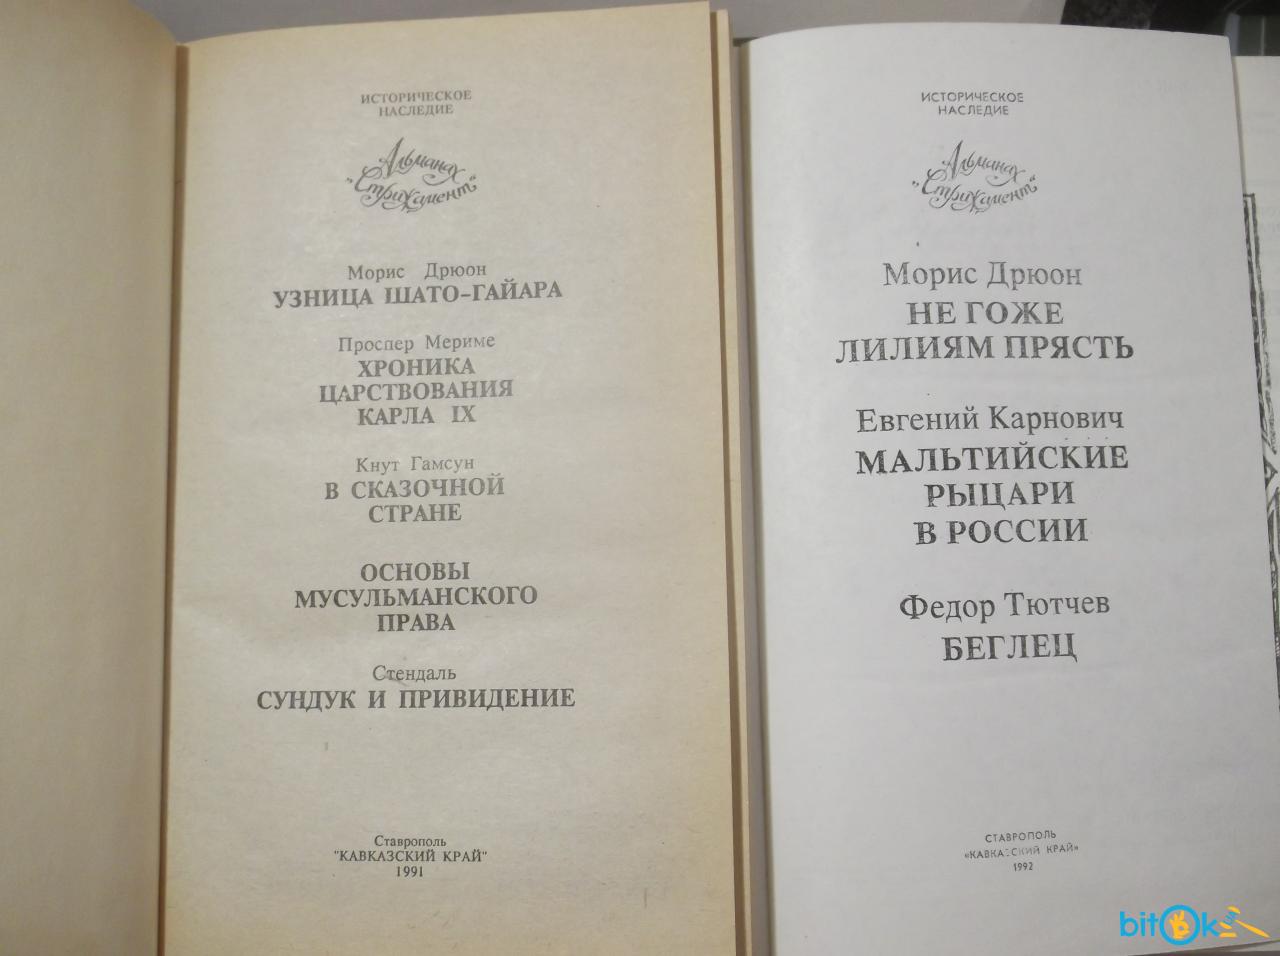 ИСТОРИЧЕСКОЕ
НАСЛЕДИЕ
Альманах
"Стрижамент"
Морис Дрюон
УЗНИЦА ШАТО-ГАЙАРА
Проспер Мериме
ХРОНИКА
ЦАРСТВОВАНИЯ
КАРЛА IX
Кнут Гамсун
В СКАЗОЧНОЙ
СТРАНЕ
ОСНОВЫ
МУСУЛЬМАНСКОГО
ПРАВА
Стендаль
СУНДУК И ПРИВИДЕНИЕ
Ставрополь
"КАВКАЗСКИЙ КРАЙ"
1991
ИСТОРИЧЕСКОЕ
НАСЛЕДИЕ
Альманах
"Стрижамент"
Морис Дрюон
НЕ ГОЖЕ
ЛИЛИЯМ ПРЯСТЬ
Евгений Карнович
МАЛЬТИЙСКИЕ
РЫЦАРИ
В РОССИИ
Федор Тютчев
БЕГЛЕЦ
СТАВРОПОЛЬ
«КАВКАЗСКИЙ КРАЙ»
1992
bitOk